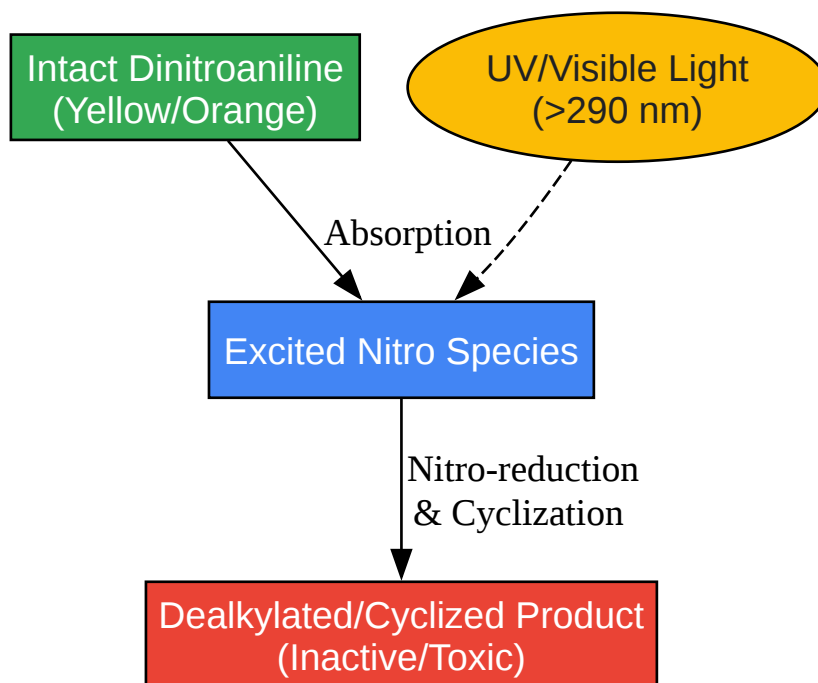 Intact Dinitroaniline
(Yellow/Orange)
UV/Visible Light
(>290 nm)
Absorption
Excited Nitro Species
Nitro-reduction
& Cyclization
Dealkylated/Cyclized Product
(Inactive/Toxic)